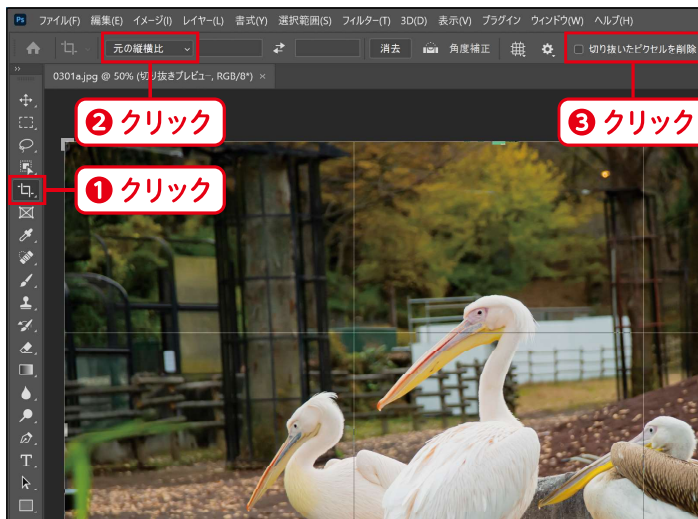 Ps ファイル(F) 編集(E) イメージ(I) レイヤー(L) 書式(Y) 選択範囲(S) フィルター(T) 3D(D) 表示(V) プラグイン ウィンドウ(W) ヘルプ(H)
元の縦横比 消去 角度補正 切り抜いたピクセルを削除
0301a.jpg @ 50% (切り抜きプレビュー, RGB/8*) ×
❷ クリック
❸ クリック
❶ クリック
T